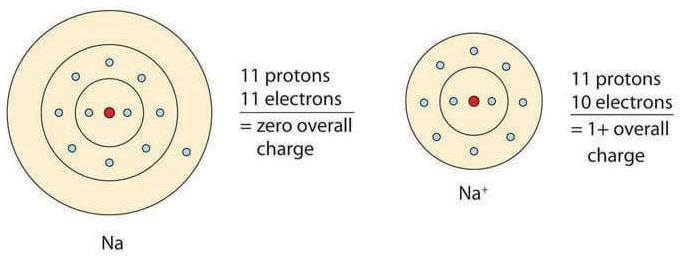 11 protons
11 electrons
= zero overall
charge
Na
11 protons
10 electrons
= 1+ overall
charge
Na⁺